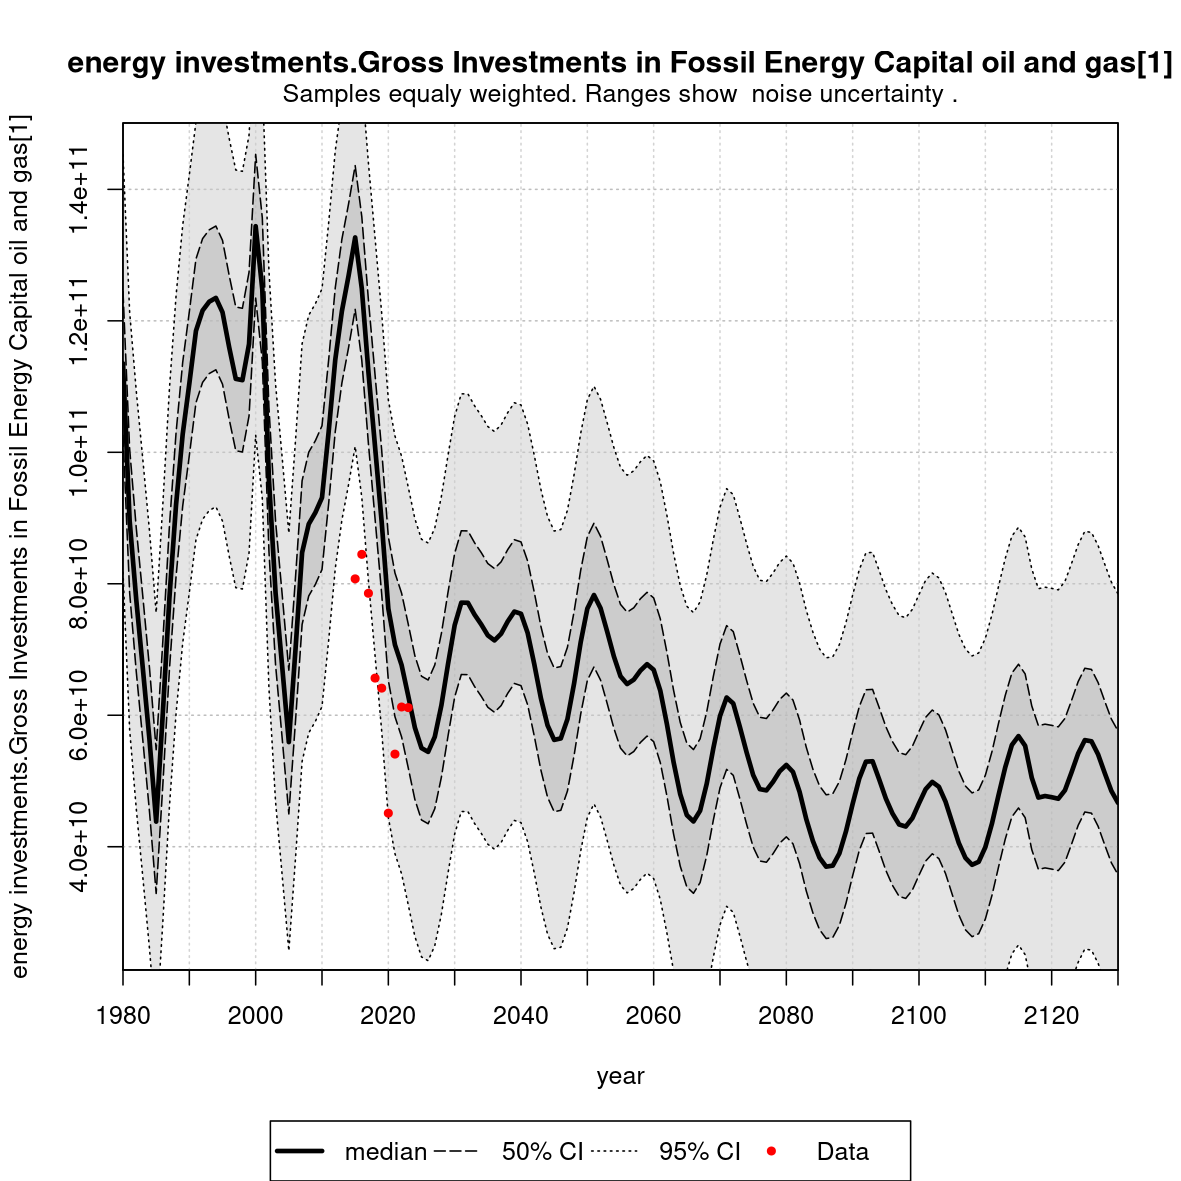 energy investments.Gross Investments in Fossil Energy Capital oil and gas[1]
Samples equaly weighted. Ranges show  noise uncertainty .
energy investments.Gross Investments in Fossil Energy Capital oil and gas[1]
1.4e+11
1.2e+11
1.0e+11
8.0e+10
6.0e+10
4.0e+10
1980 2000 2020 2040 2060 2080 2100 2120
year
median 50% CI 95% CI Data